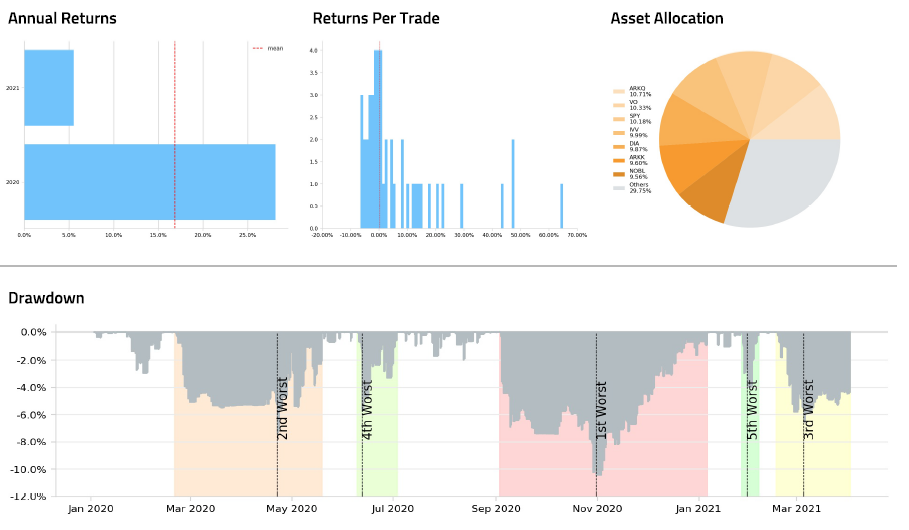 Annual Returns
Returns Per Trade
Asset Allocation
mean
2021
2020
0.0%
5.0%
10.0%
15.0%
20.0%
25.0%
4.0
3.5
3.0
2.5
2.0
1.5
1.0
0.5
0.0
-20.00%
-10.00%
0.00%
10.00%
20.00%
30.00%
40.00%
50.00%
60.00%
70.00%
ARKQ
10.71%
VO
10.33%
SPY
10.18%
IVV
9.99%
DIA
9.87%
ARKK
9.60%
NOBL
9.56%
Others
29.75%
Drawdown
0.0%
-2.0%
-4.0%
-6.0%
-8.0%
-10.0%
-12.0%
2nd Worst
4th Worst
1st Worst
5th Worst
3rd Worst
Jan 2020
Mar 2020
May 2020
Jul 2020
Sep 2020
Nov 2020
Jan 2021
Mar 2021